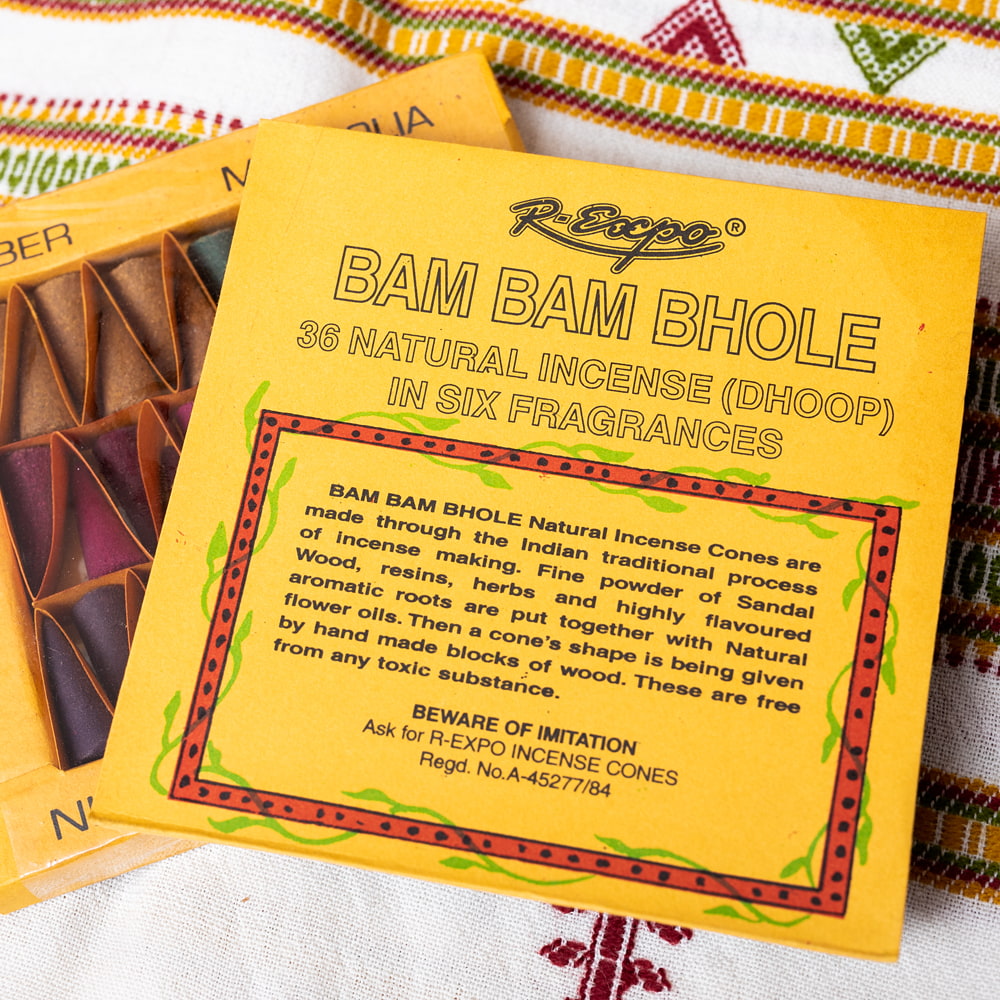 R-Expo®
BAM BAM BHOLE
36 NATURAL INCENSE (DHOOP)
IN SIX FRAGRANCES
BAM BAM BHOLE Natural Incense Cones are
made through the Indian traditional process
of incense making. Fine powder of Sandal
Wood, resins, herbs and highly flavoured
aromatic roots are put together with Natural
flower oils. Then a cone's shape is being given
by hand made blocks of wood. These are free
from any toxic substance.
BEWARE OF IMITATION
Ask for R-EXPO INCENSE CONES
Regd. No.A-45277/84